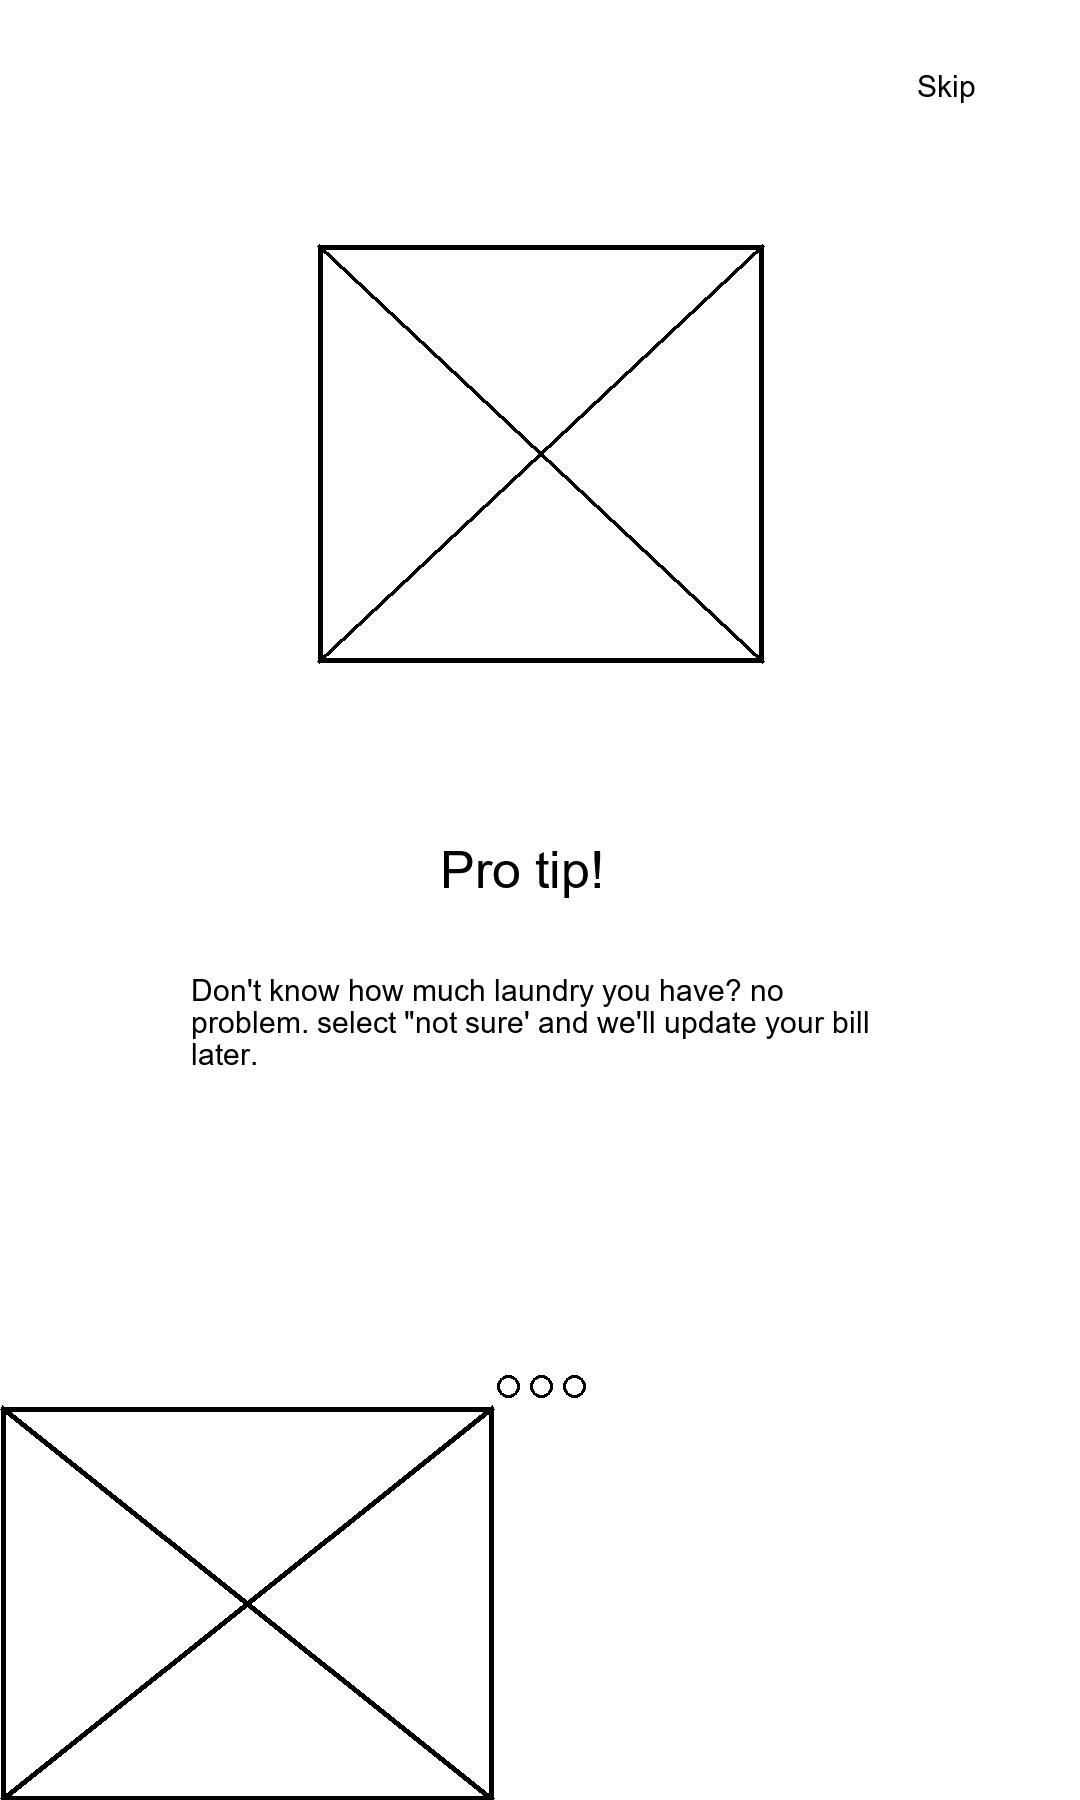 Skip
Pro tip!
Don't know how much laundry you have? no
problem. select "not sure' and we'll update your bill
later.